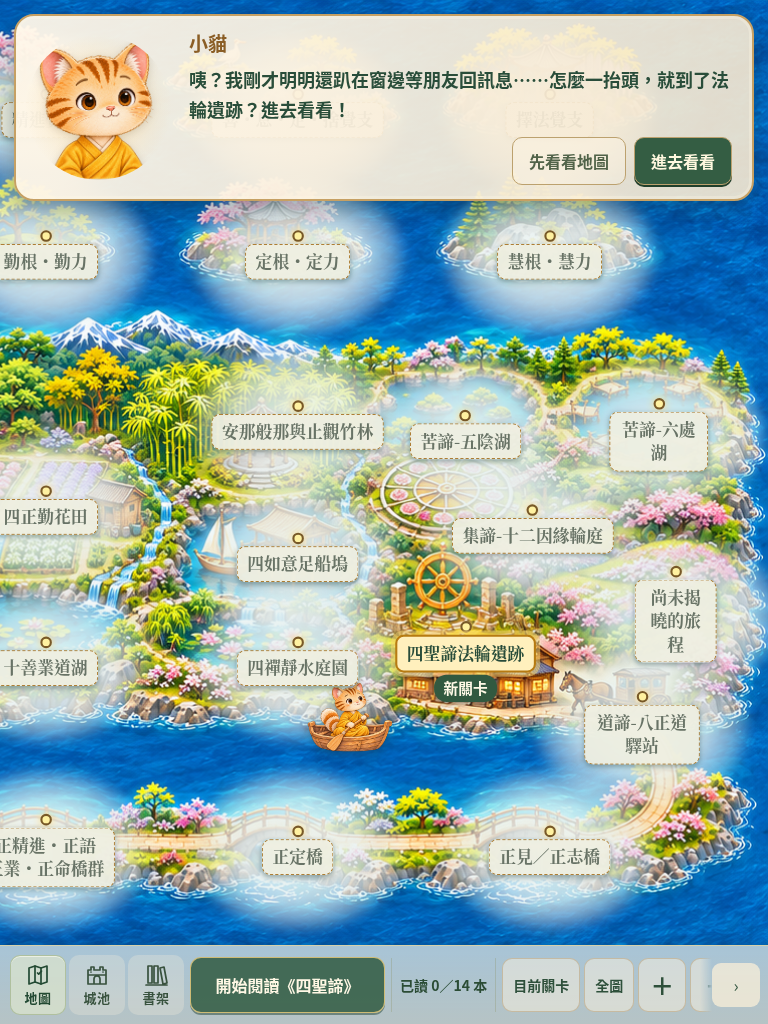 小貓
咦？我剛才明明還趴在窗邊等朋友回訊息⋯⋯怎麼一抬頭，就到了法
輪遺跡？進去看看！
先看看地圖
進去看看
擇法覺支
勤根・勤力
定根・定力
慧根・慧力
安那般那與止觀竹林
苦諦-五陰湖
苦諦-六處
湖
四正勤花田
集諦-十二因緣輪庭
四如意足船塢
尚未揭
曉的旅
程
四聖諦法輪遺跡
新關卡
十善業道湖
四禪靜水庭園
道諦-八正道
驛站
正精進・正語
正業・正命橋群
正定橋
正見／正志橋
地圖
城池
書架
開始閱讀《四聖諦》
已讀 0／14 本
目前關卡
全圖
＋
›